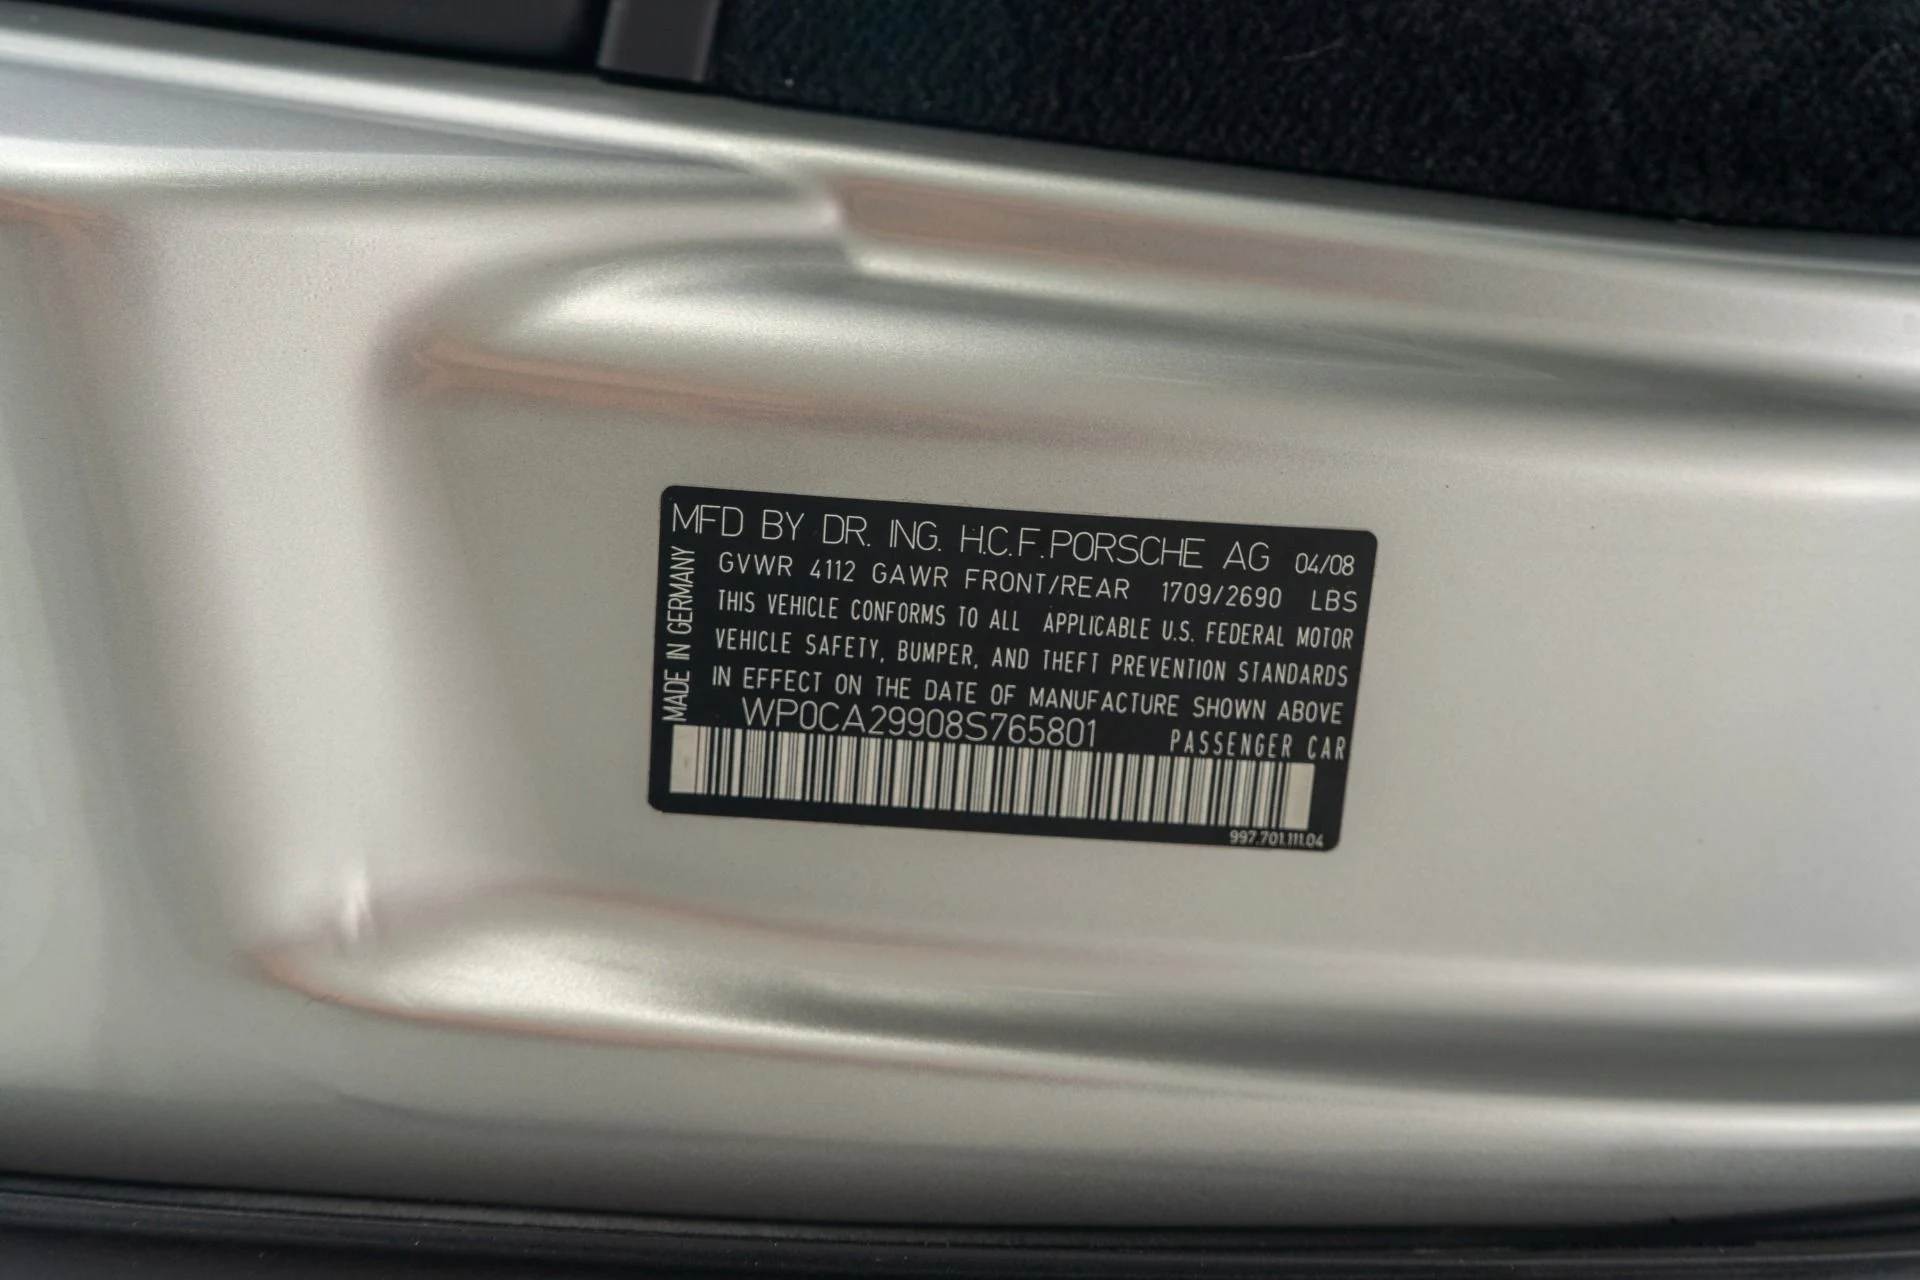 MFD BY DR. ING. H.C.F.PORSCHE AG 04/08
GVWR 4112 GAWR FRONT/REAR 1709/2690 LBS
THIS VEHICLE CONFORMS TO ALL APPLICABLE U.S. FEDERAL MOTOR
VEHICLE SAFETY, BUMPER, AND THEFT PREVENTION STANDARDS
IN EFFECT ON THE DATE OF MANUFACTURE SHOWN ABOVE
WP0CA29908S765801
PASSENGER CAR
997.701.111.04
MADE IN GERMANY